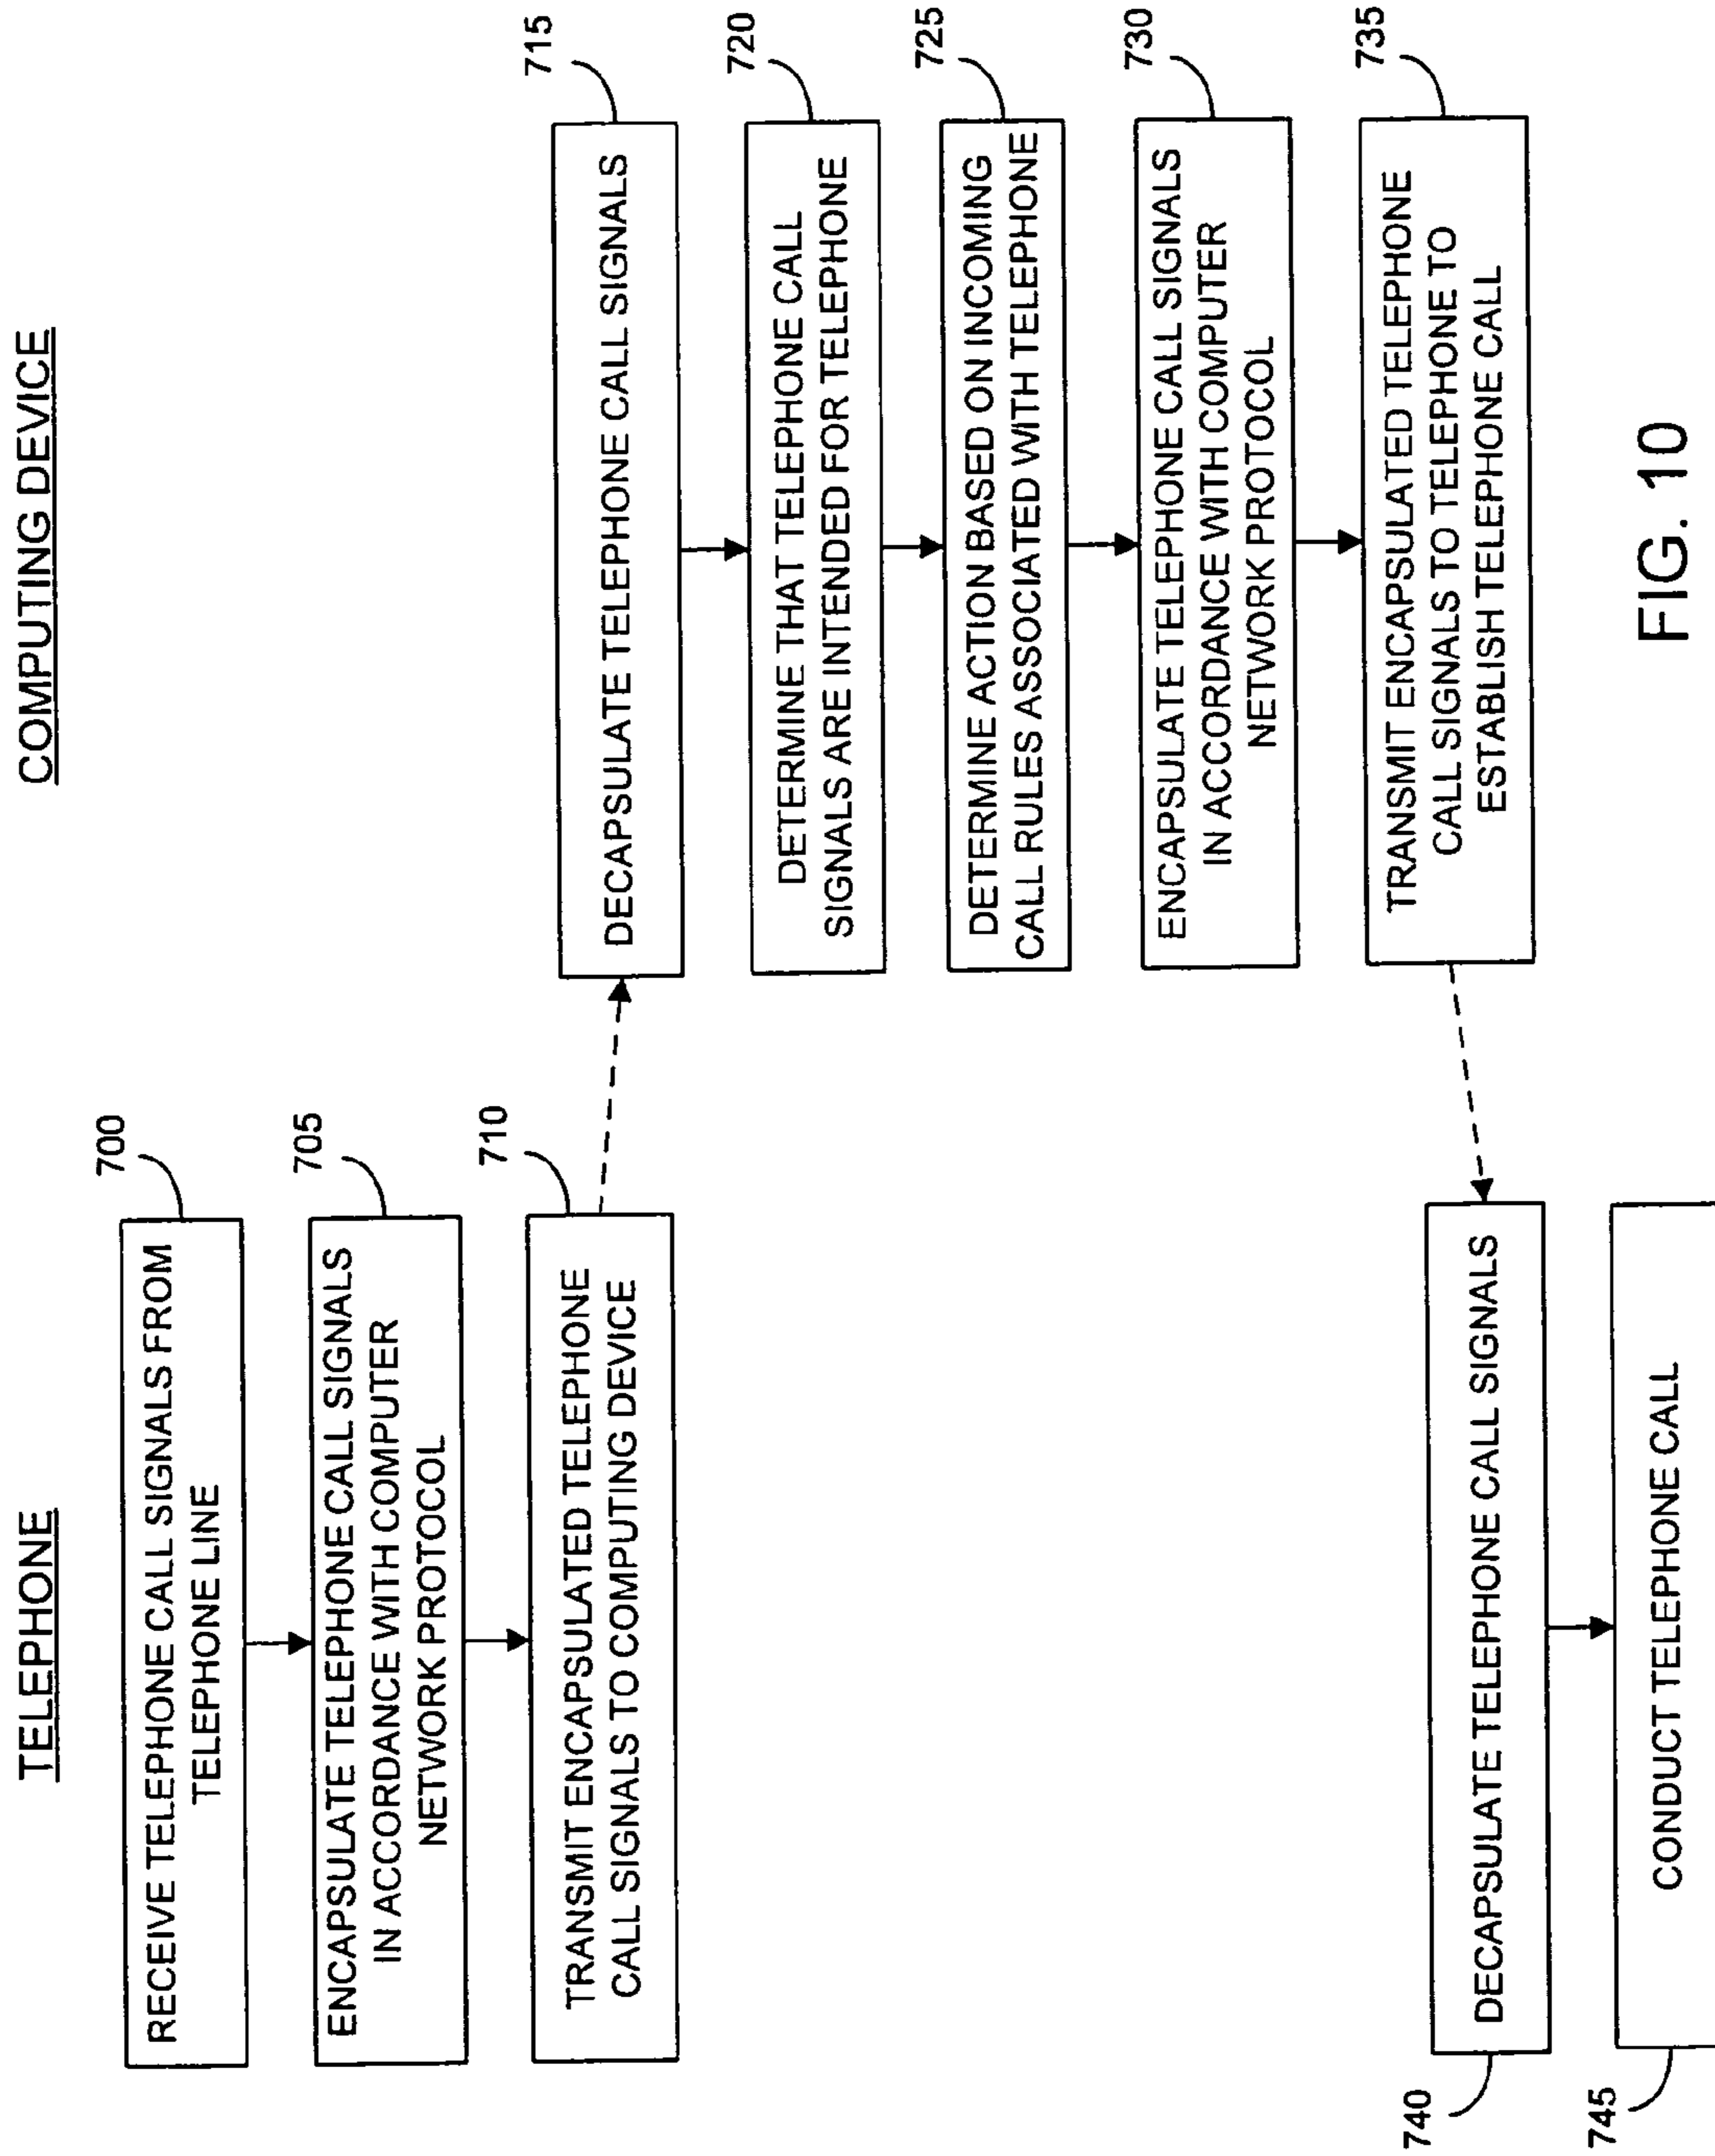 TELEPHONE
COMPUTING DEVICE
700
RECEIVE TELEPHONE CALL SIGNALS FROM
TELEPHONE LINE
705
ENCAPSULATE TELEPHONE CALL SIGNALS
IN ACCORDANCE WITH COMPUTER
NETWORK PROTOCOL
710
TRANSMIT ENCAPSULATED TELEPHONE
CALL SIGNALS TO COMPUTING DEVICE
715
DECAPSULATE TELEPHONE CALL SIGNALS
720
DETERMINE THAT TELEPHONE CALL
SIGNALS ARE INTENDED FOR TELEPHONE
725
DETERMINE ACTION BASED ON INCOMING
CALL RULES ASSOCIATED WITH TELEPHONE
730
ENCAPSULATE TELEPHONE CALL SIGNALS
IN ACCORDANCE WITH COMPUTER
NETWORK PROTOCOL
735
TRANSMIT ENCAPSULATED TELEPHONE
CALL SIGNALS TO TELEPHONE TO
ESTABLISH TELEPHONE CALL
740
DECAPSULATE TELEPHONE CALL SIGNALS
745
CONDUCT TELEPHONE CALL
FIG. 10